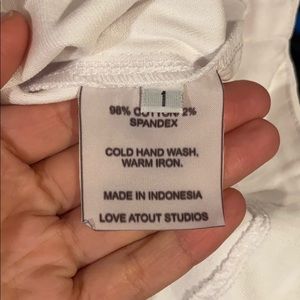 1
98% COTTON 2%
SPANDEX
COLD HAND WASH,
WARM IRON.
MADE IN INDONESIA
LOVE ATOUT STUDIOS